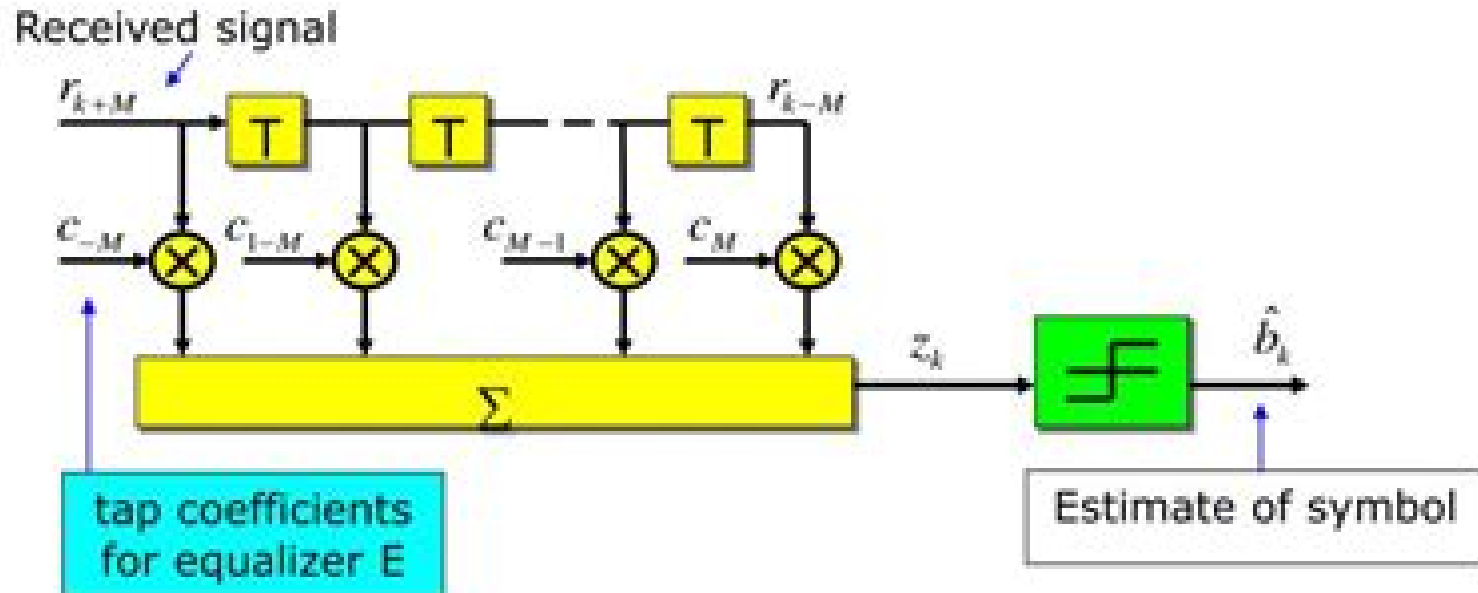 Received signal
r_{k+M}
T
T
T
r_{k-M}
c_{-M}
c_{1-M}
c_{M-1}
c_M
Σ
z_k
b̂_k
tap coefficients
for equalizer E
Estimate of symbol